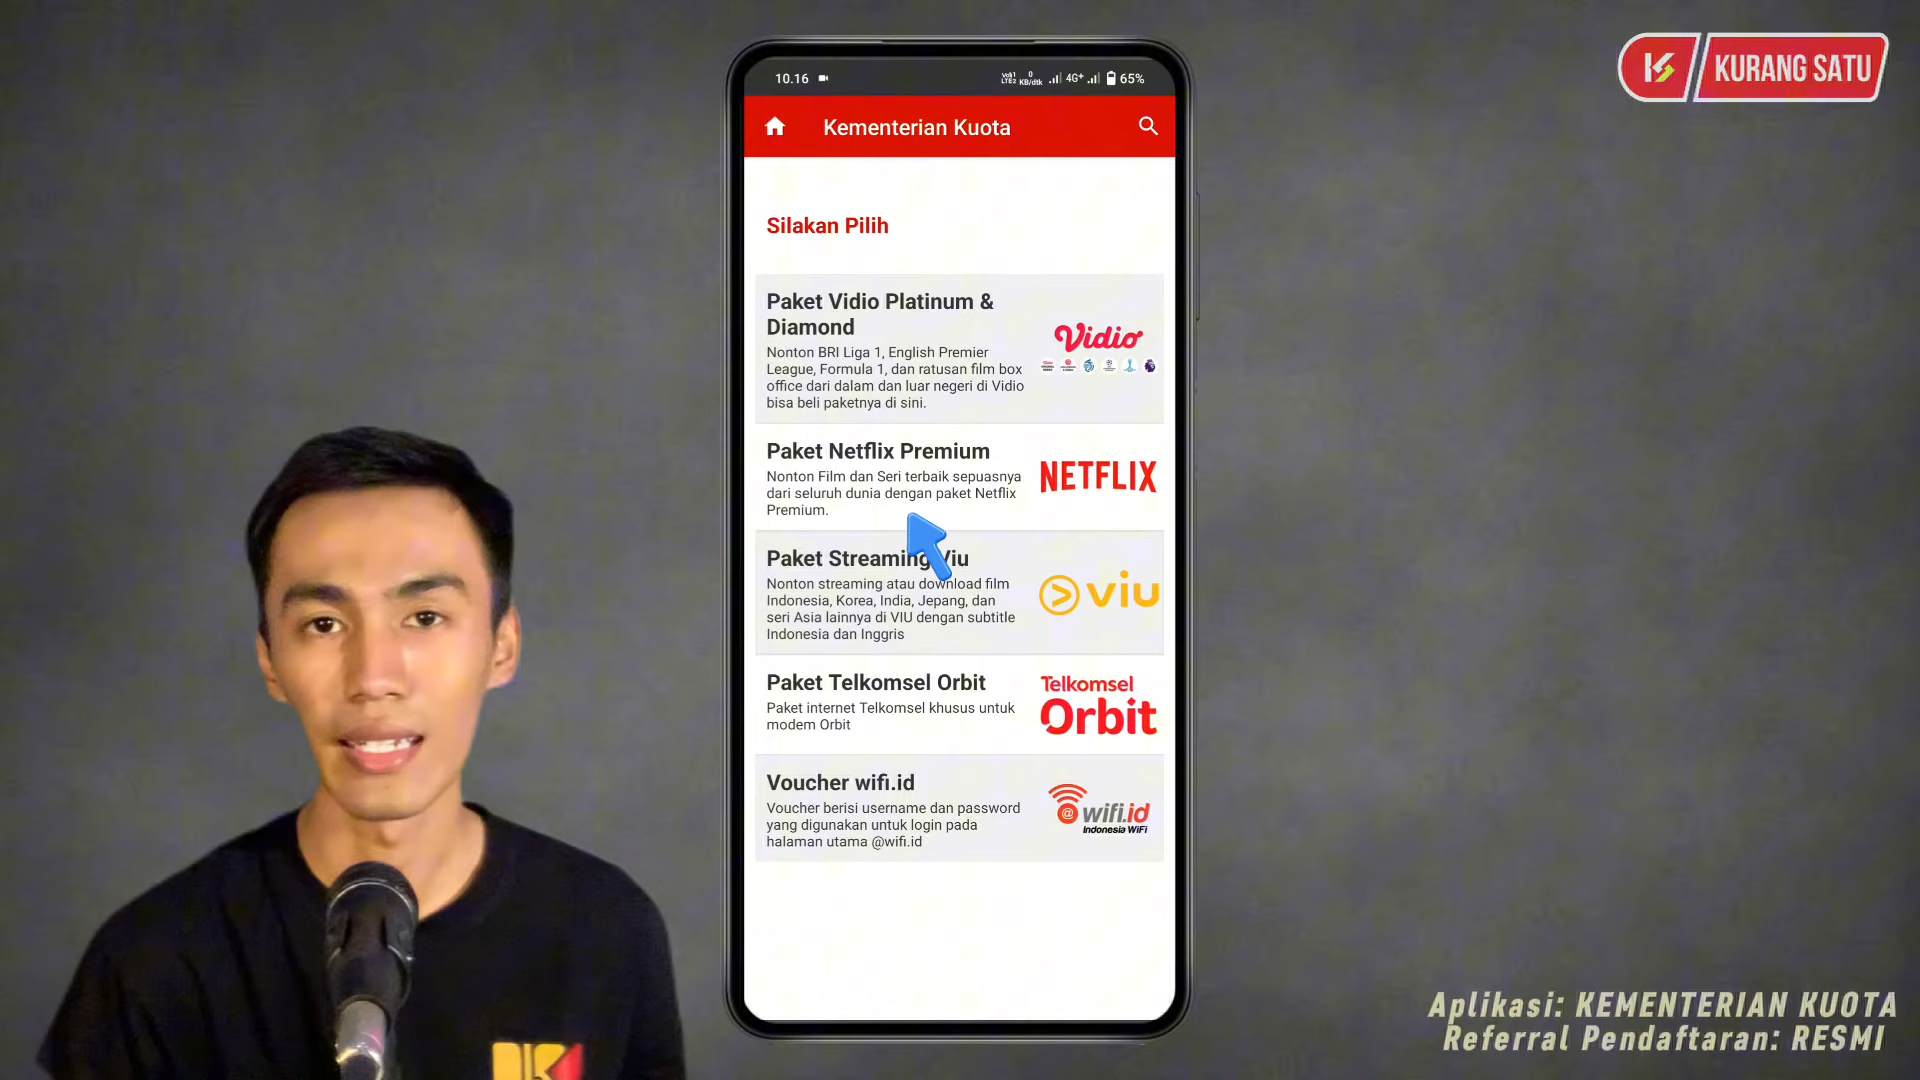 KURANG SATU
10.16
KB/dtk
4G+
65%
Kementerian Kuota
Silakan Pilih
Paket Vidio Platinum &
Diamond
Nonton BRI Liga 1, English Premier
League, Formula 1, dan ratusan film box
office dari dalam dan luar negeri di Vidio
bisa beli paketnya di sini.
Vidio
Paket Netflix Premium
Nonton Film dan Seri terbaik sepuasnya
dari seluruh dunia dengan paket Netflix
Premium.
NETFLIX
Paket Streaming Viu
Nonton streaming atau download film
Indonesia, Korea, India, Jepang, dan
seri Asia lainnya di VIU dengan subtitle
Indonesia dan Inggris
viu
Paket Telkomsel Orbit
Paket internet Telkomsel khusus untuk
modem Orbit
Telkomsel
Orbit
Voucher wifi.id
Voucher berisi username dan password
yang digunakan untuk login pada
halaman utama @wifi.id
@wifi.id
Indonesia WiFi
Aplikasi: KEMENTERIAN KUOTA
Referral Pendaftaran: RESMI